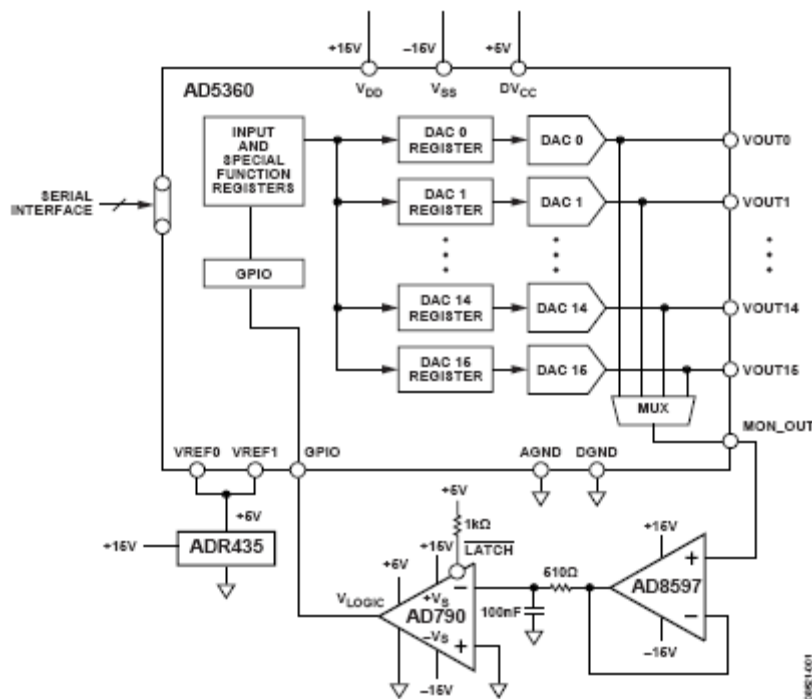 +15V
–15V
+5V
AD5360
VDD
VSS
DVCC
INPUT
AND
SPECIAL
FUNCTION
REGISTERS
DAC 0
REGISTER
DAC 0
VOUT0
SERIAL
INTERFACE
DAC 1
REGISTER
DAC 1
VOUT1
GPIO
DAC 14
REGISTER
DAC 14
VOUT14
DAC 15
REGISTER
DAC 15
VOUT15
MUX
MON_OUT
VREF0
VREF1
GPIO
AGND
DGND
+5V
+15V
ADR435
+5V
1kΩ
LATCH
+15V
+5V
VLOGIC
+VS
–
AD790
–VS
+
–15V
100nF
510Ω
+15V
+
AD8597
–
–15V